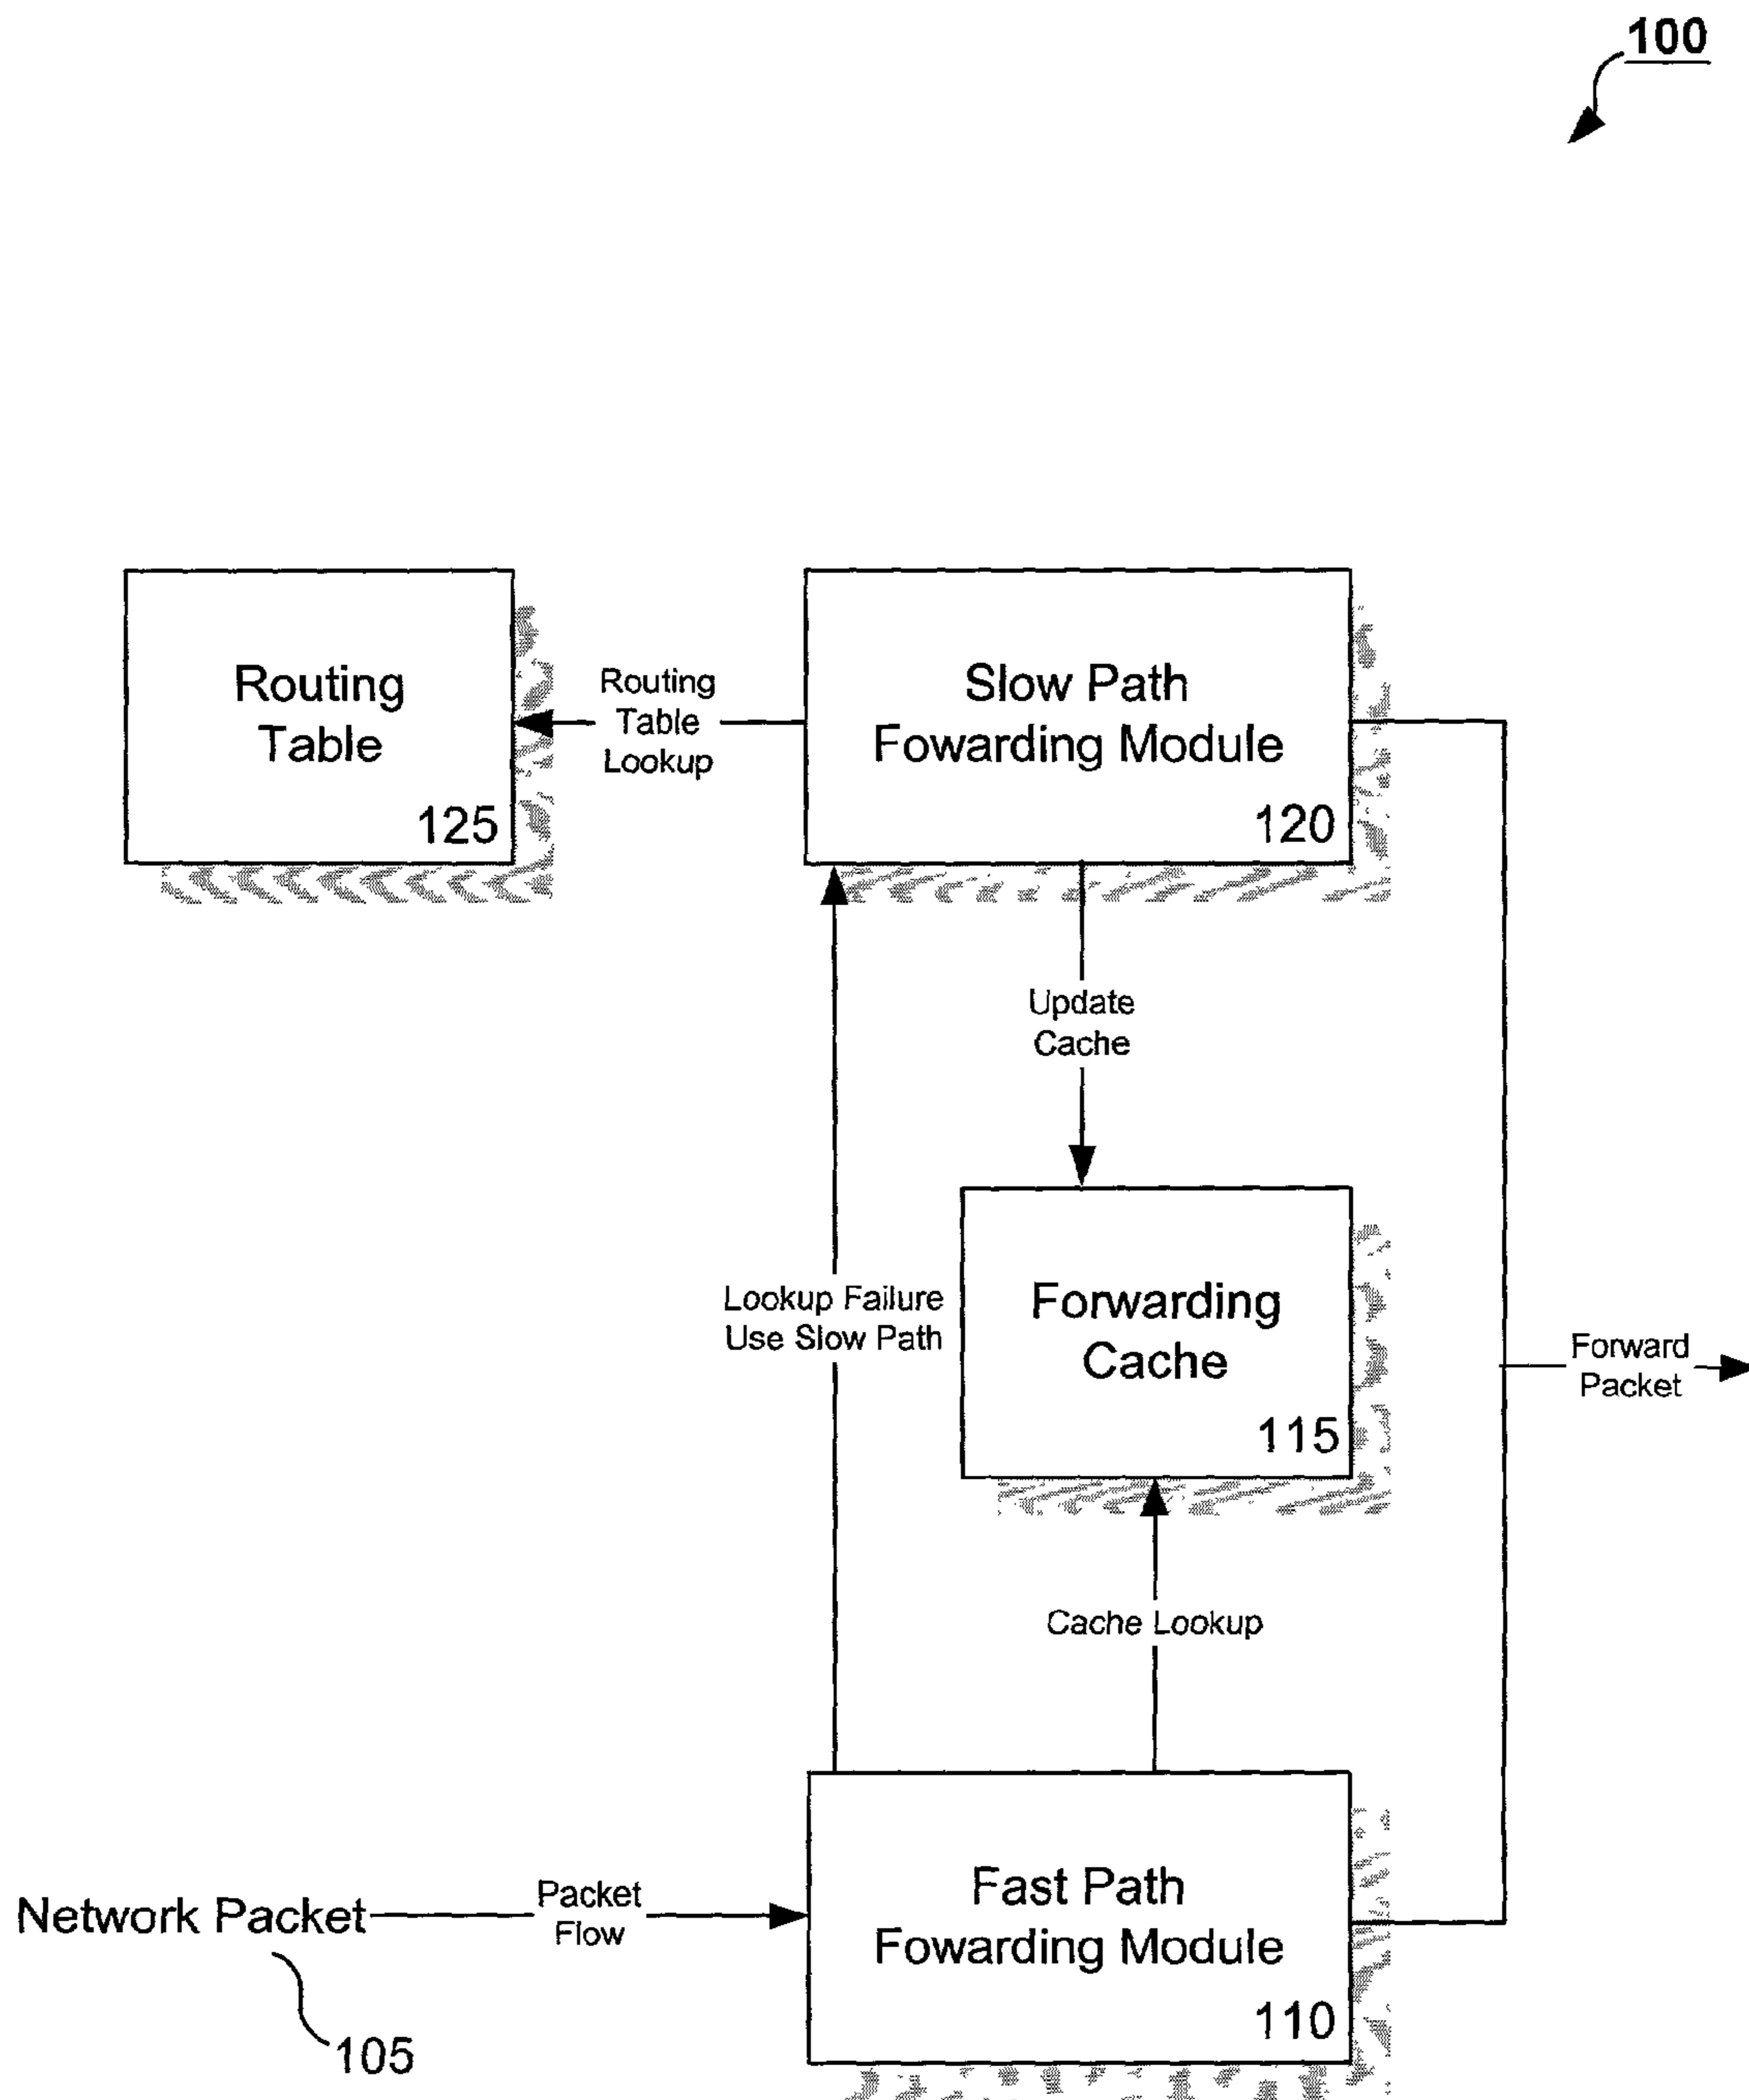 100
Routing
Table
125
Routing
Table
Lookup
Slow Path
Fowarding Module
120
Update
Cache
Lookup Failure
Use Slow Path
Forwarding
Cache
115
Forward
Packet
Cache Lookup
Network Packet
105
Packet
Flow
Fast Path
Fowarding Module
110